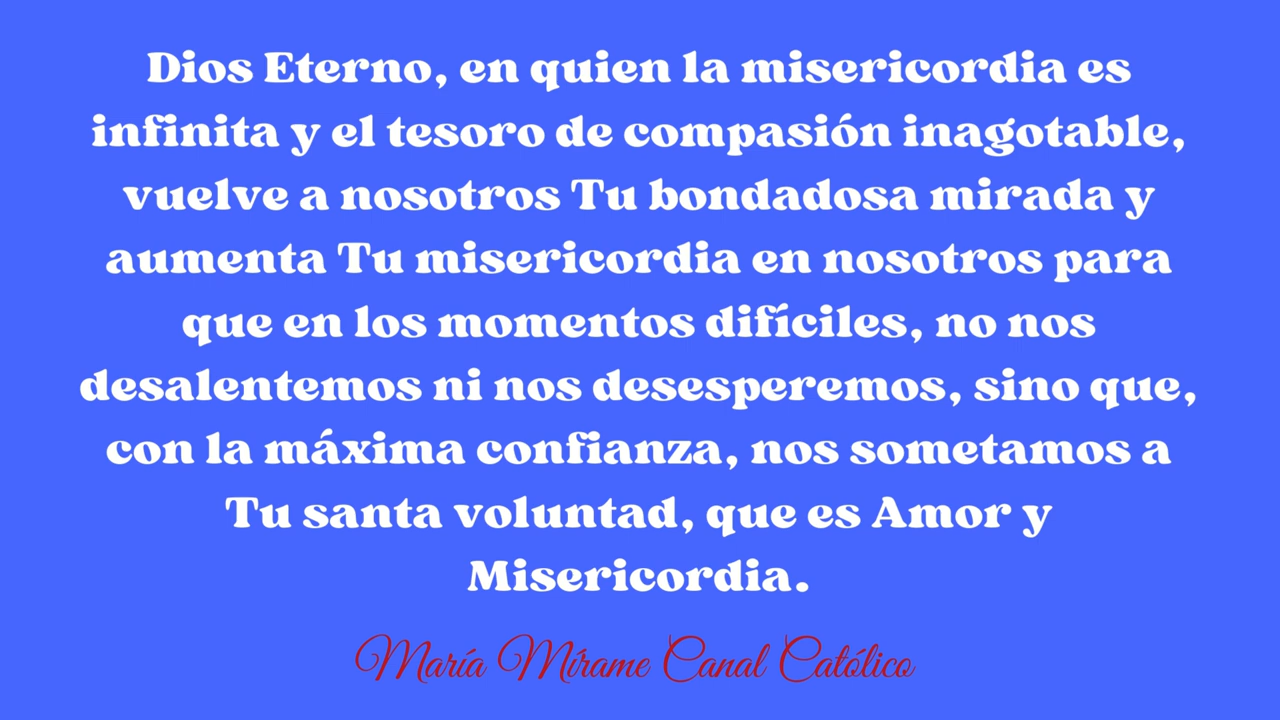 Dios Eterno, en quien la misericordia es
infinita y el tesoro de compasión inagotable,
vuelve a nosotros Tu bondadosa mirada y
aumenta Tu misericordia en nosotros para
que en los momentos difíciles, no nos
desalentemos ni nos desesperemos, sino que,
con la máxima confianza, nos sometamos a
Tu santa voluntad, que es Amor y
Misericordia.
María Mírame Canal Católico